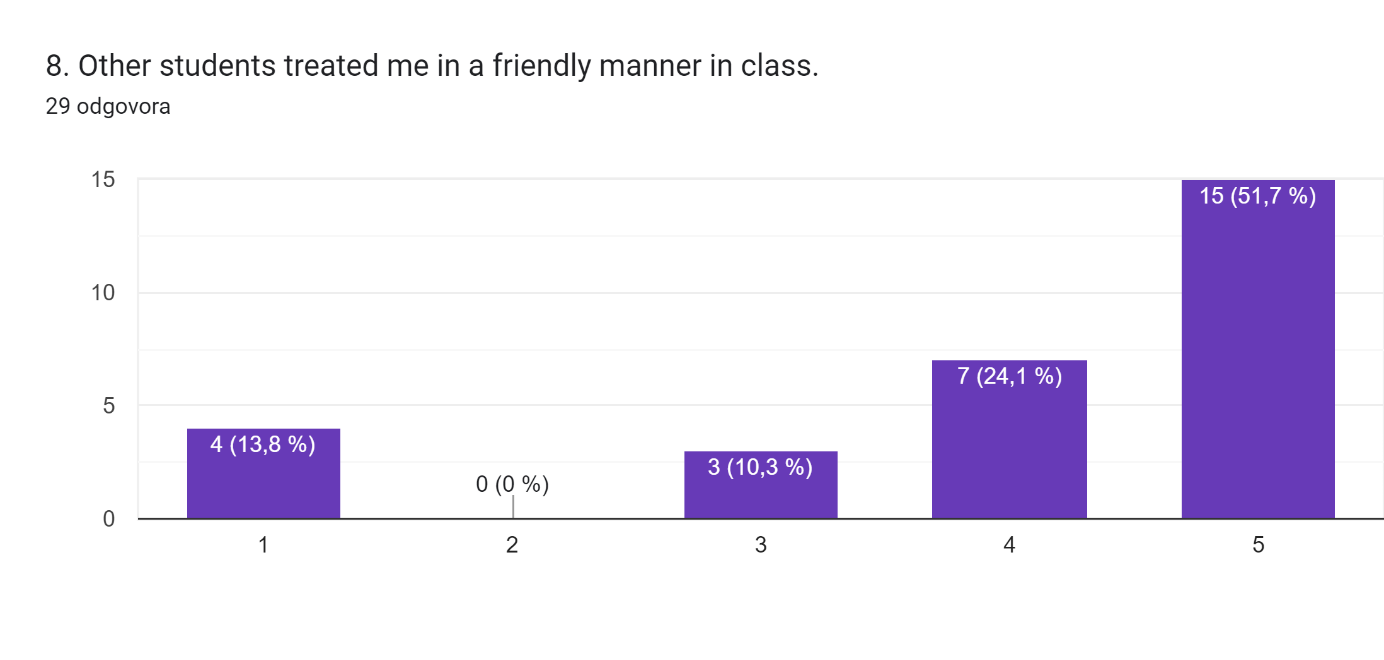 8. Other students treated me in a friendly manner in class.
29 odgovora
15
10
5
0
4 (13,8 %)
0 (0 %)
3 (10,3 %)
7 (24,1 %)
15 (51,7 %)
1 2 3 4 5